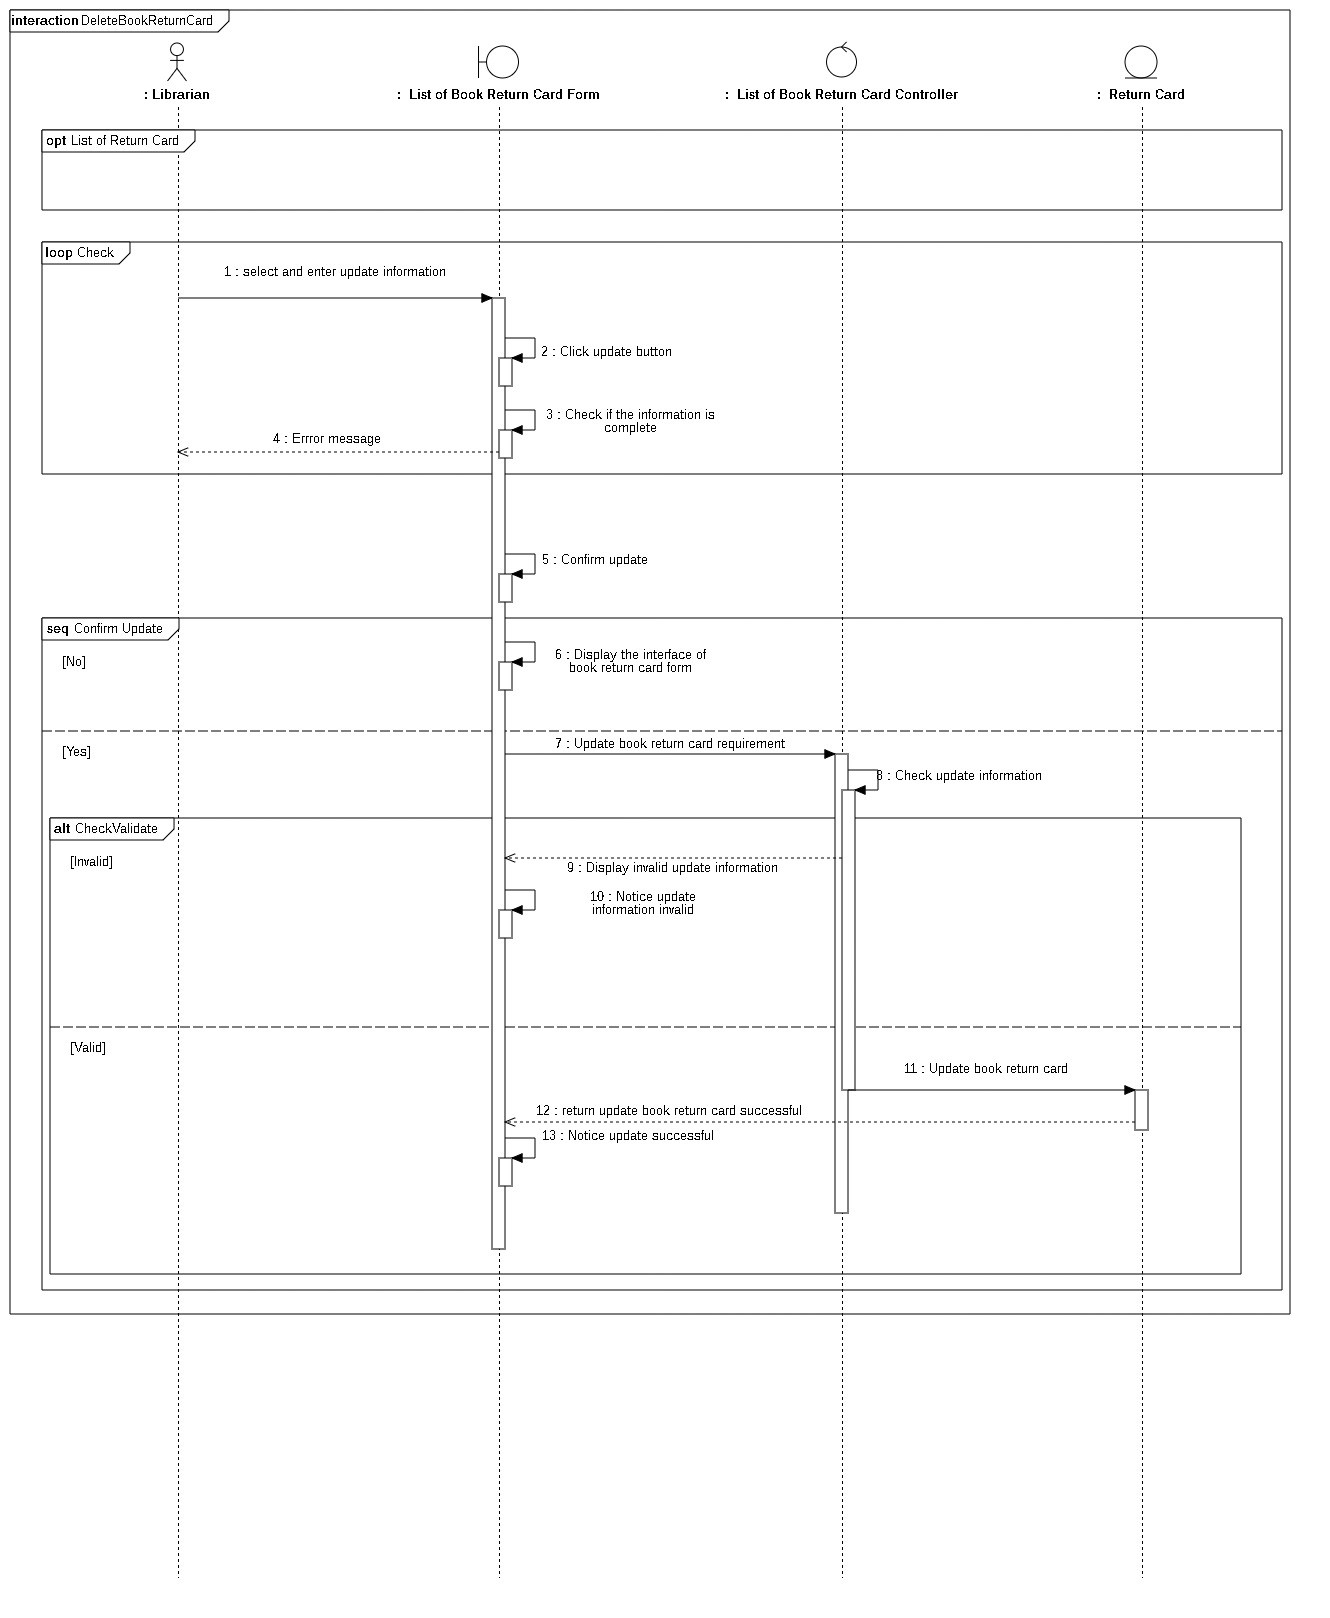 interaction DeleteBookReturnCard
: Librarian
: List of Book Return Card Form
: List of Book Return Card Controller
: Return Card
opt List of Return Card
loop Check
1 : select and enter update information
2 : Click update button
3 : Check if the information is
complete
4 : Errror message
5 : Confirm update
seq Confirm Update
[No]
6 : Display the interface of
book return card form
[Yes]
7 : Update book return card requirement
8 : Check update information
alt CheckValidate
[Invalid]
9 : Display invalid update information
10 : Notice update
information invalid
[Valid]
11 : Update book return card
12 : return update book return card successful
13 : Notice update successful